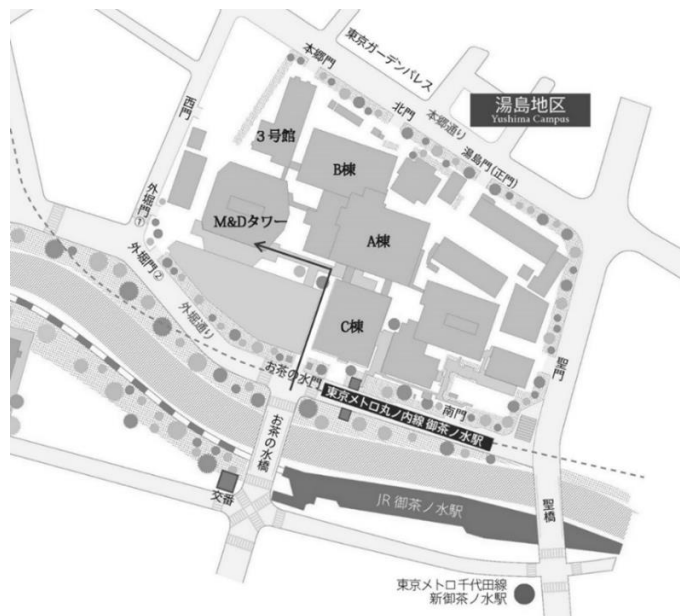 東京ガーデンパレス
本郷門
湯島地区
Yushima Campus
西門
北門
本郷通り
3号館
湯島門(正門)
B棟
外堀門①
M&Dタワー
A棟
外堀門②
外堀通り
C棟
聖門
お茶の水門
東京メトロ丸ノ内線 御茶ノ水駅
南門
お茶の水橋
交番
JR 御茶ノ水駅
聖橋
東京メトロ千代田線
新御茶ノ水駅